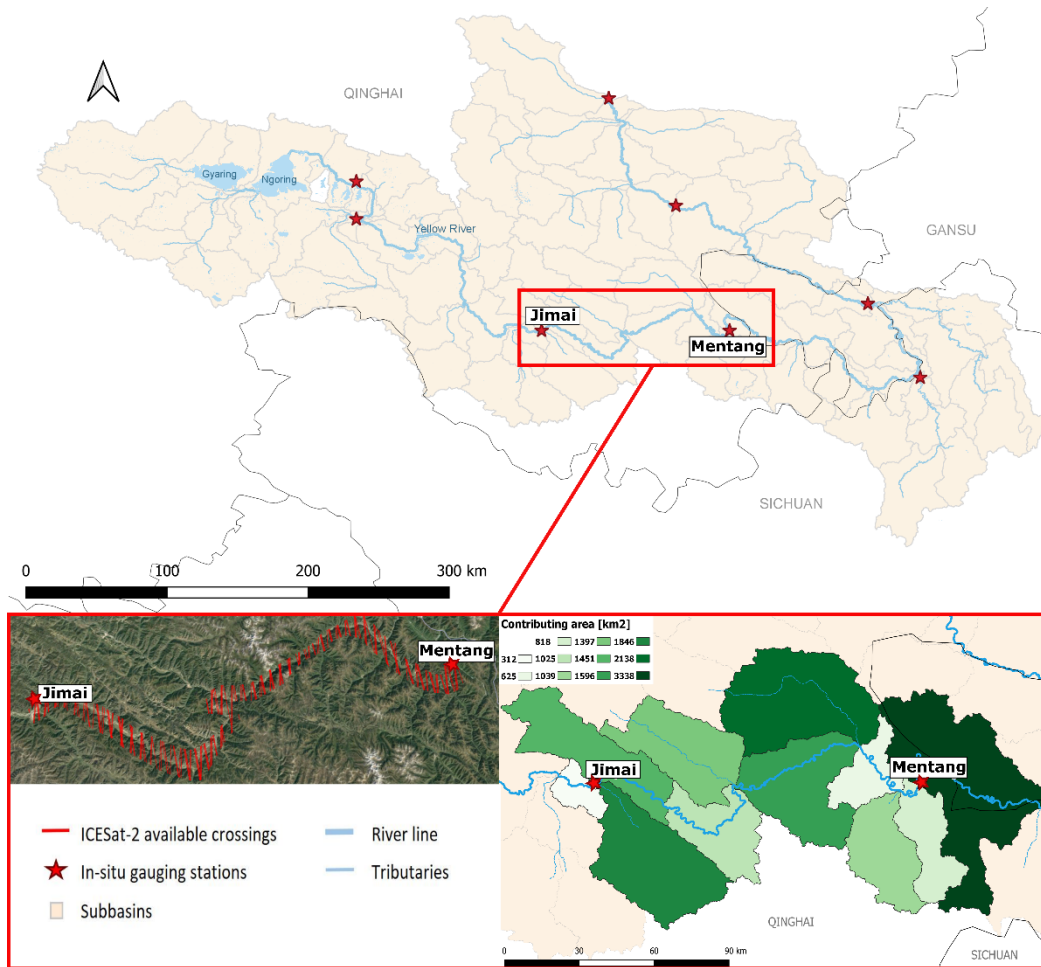 QINGHAI
Gyaring
Ngoring
Yellow River
GANSU
Jimai
Mentang
SICHUAN
0 100 200 300 km
Jimai
Mentang
ICESat-2 available crossings
River line
In-situ gauging stations
Tributaries
Subbasins
Contributing area [km2]
818 1397 1846
312 1025 1451 2138
625 1039 1596 3338
Jimai
Mentang
QINGHAI
SICHUAN
0 30 60 90 km